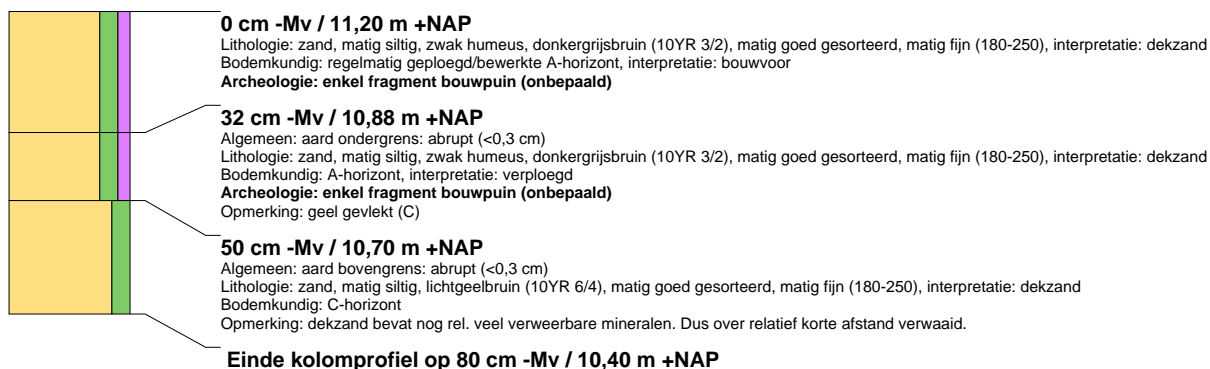 0 cm -Mv / 11,20 m +NAP
Lithologie: zand, matig siltig, zwak humeus, donkergrijsbruin (10YR 3/2), matig goed gesorteerd, matig fijn (180-250), interpretatie: dekzand
Bodemkundig: regelmatig geploegd/bewerkte A-horizont, interpretatie: bouwvoor
Archeologie: enkel fragment bouwpuin (onbepaald)
32 cm -Mv / 10,88 m +NAP
Algemeen: aard ondergrens: abrupt (<0,3 cm)
Lithologie: zand, matig siltig, zwak humeus, donkergrijsbruin (10YR 3/2), matig goed gesorteerd, matig fijn (180-250), interpretatie: dekzand
Bodemkundig: A-horizont, interpretatie: verploegd
Archeologie: enkel fragment bouwpuin (onbepaald)
Opmerking: geel gevlekt (C)
50 cm -Mv / 10,70 m +NAP
Algemeen: aard bovengrens: abrupt (<0,3 cm)
Lithologie: zand, matig siltig, lichtgeelbruin (10YR 6/4), matig goed gesorteerd, matig fijn (180-250), interpretatie: dekzand
Bodemkundig: C-horizont
Opmerking: dekzand bevat nog rel. veel verweerbare mineralen. Dus over relatief korte afstand verwaaid.
Einde kolomprofiel op 80 cm -Mv / 10,40 m +NAP